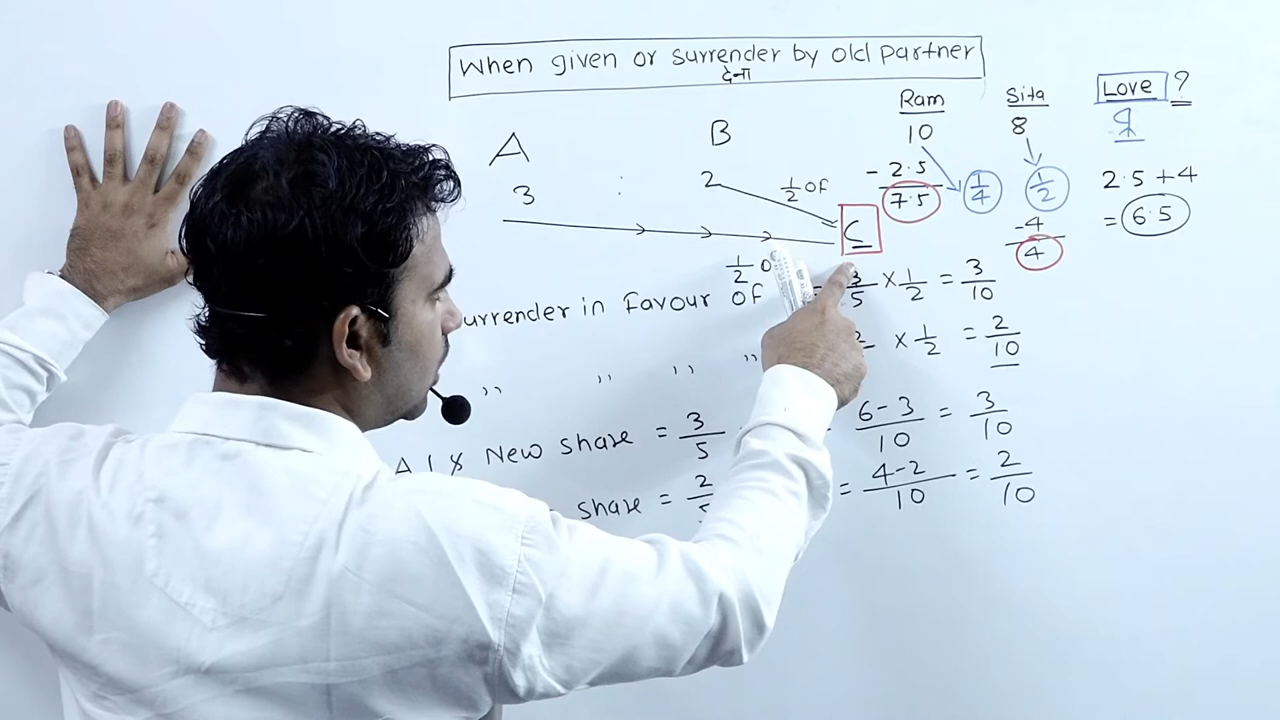 When given or surrender by old partner
देना
Ram Sita Love ?
10 8
A B
3 : 2 1/2 of
- 2.5 1/4 1/2 2.5 + 4
7.5 = 6.5
-4
4
C
1/2
urrender in Favour of 3/5 × 1/2 = 3/10
,, ,, ,, ,, × 1/2 = 2/10
A's New share = 3/5 6-3/10 = 3/10
share = 2/5 = 4-2/10 = 2/10